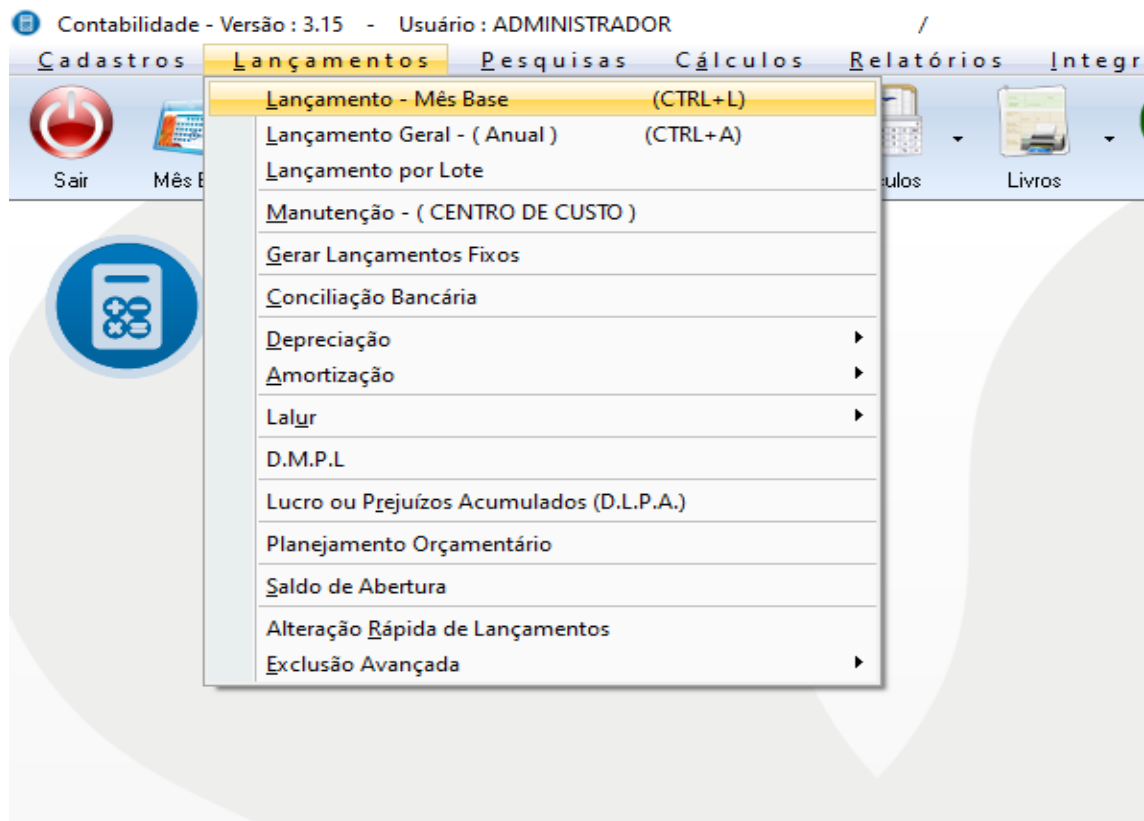 Contabilidade - Versão : 3.15 - Usuário : ADMINISTRADOR /
Cadastros Lançamentos Pesquisas Cálculos Relatórios Integr
Lançamento - Mês Base (CTRL+L)
Lançamento Geral - ( Anual ) (CTRL+A)
Lançamento por Lote
Sair Mês culos Livros
Manutenção - ( CENTRO DE CUSTO )
Gerar Lançamentos Fixos
Conciliação Bancária
Depreciação
Amortização
Lalur
D.M.P.L
Lucro ou Prejuízos Acumulados (D.L.P.A.)
Planejamento Orçamentário
Saldo de Abertura
Alteração Rápida de Lançamentos
Exclusão Avançada